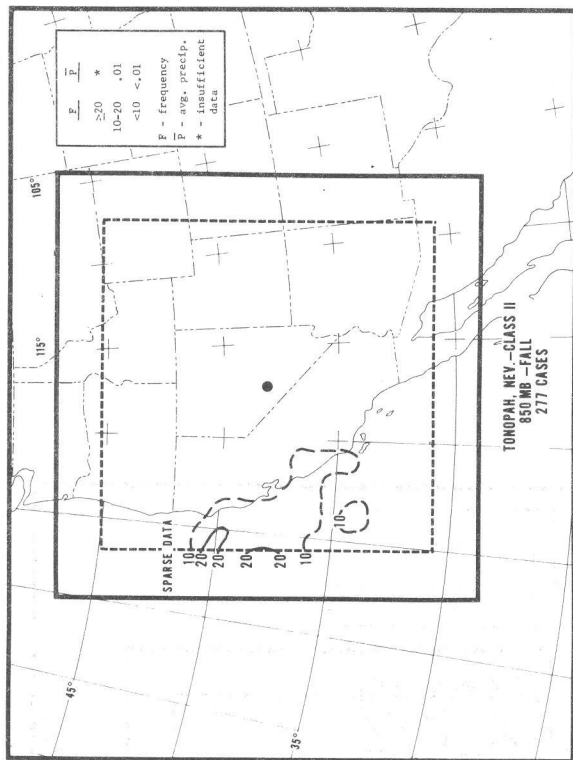 105°
115°
F P̅
≥20 *
10-20 .01
<10 <.01
F - frequency
P̅ - avg. precip.
* - insufficient
data
SPARSE DATA
10
20
20
20
20
10
10
45°
35°
TONOPAH, NEV.-CLASS II
850 MB -FALL
277 CASES